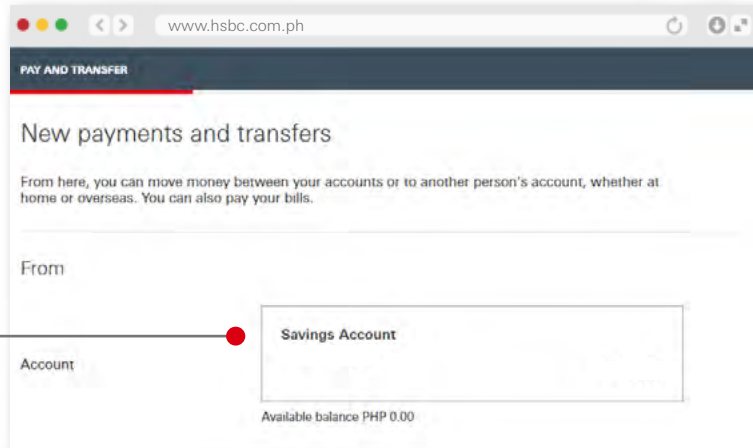 www.hsbc.com.ph
PAY AND TRANSFER
New payments and transfers
From here, you can move money between your accounts or to another person's account, whether at
home or overseas. You can also pay your bills.
From
Savings Account
Account
Available balance PHP 0.00